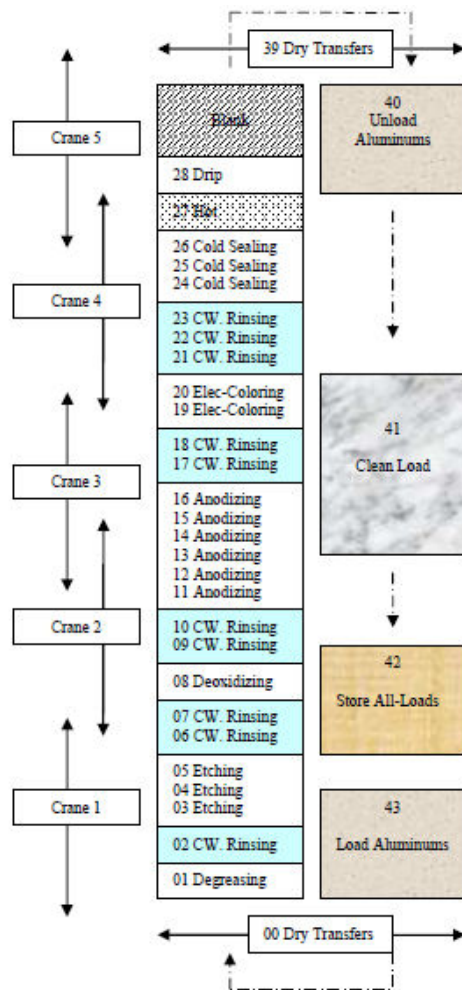 39 Dry Transfers
Crane 5
Crane 4
Crane 3
Crane 2
Crane 1
Blank
28 Drip
27 Hot
26 Cold Sealing
25 Cold Sealing
24 Cold Sealing
23 CW. Rinsing
22 CW. Rinsing
21 CW. Rinsing
20 Elec-Coloring
19 Elec-Coloring
18 CW. Rinsing
17 CW. Rinsing
16 Anodizing
15 Anodizing
14 Anodizing
13 Anodizing
12 Anodizing
11 Anodizing
10 CW. Rinsing
09 CW. Rinsing
08 Deoxidizing
07 CW. Rinsing
06 CW. Rinsing
05 Etching
04 Etching
03 Etching
02 CW. Rinsing
01 Degreasing
40
Unload
Aluminums
41
Clean Load
42
Store All-Loads
43
Load Aluminums
00 Dry Transfers